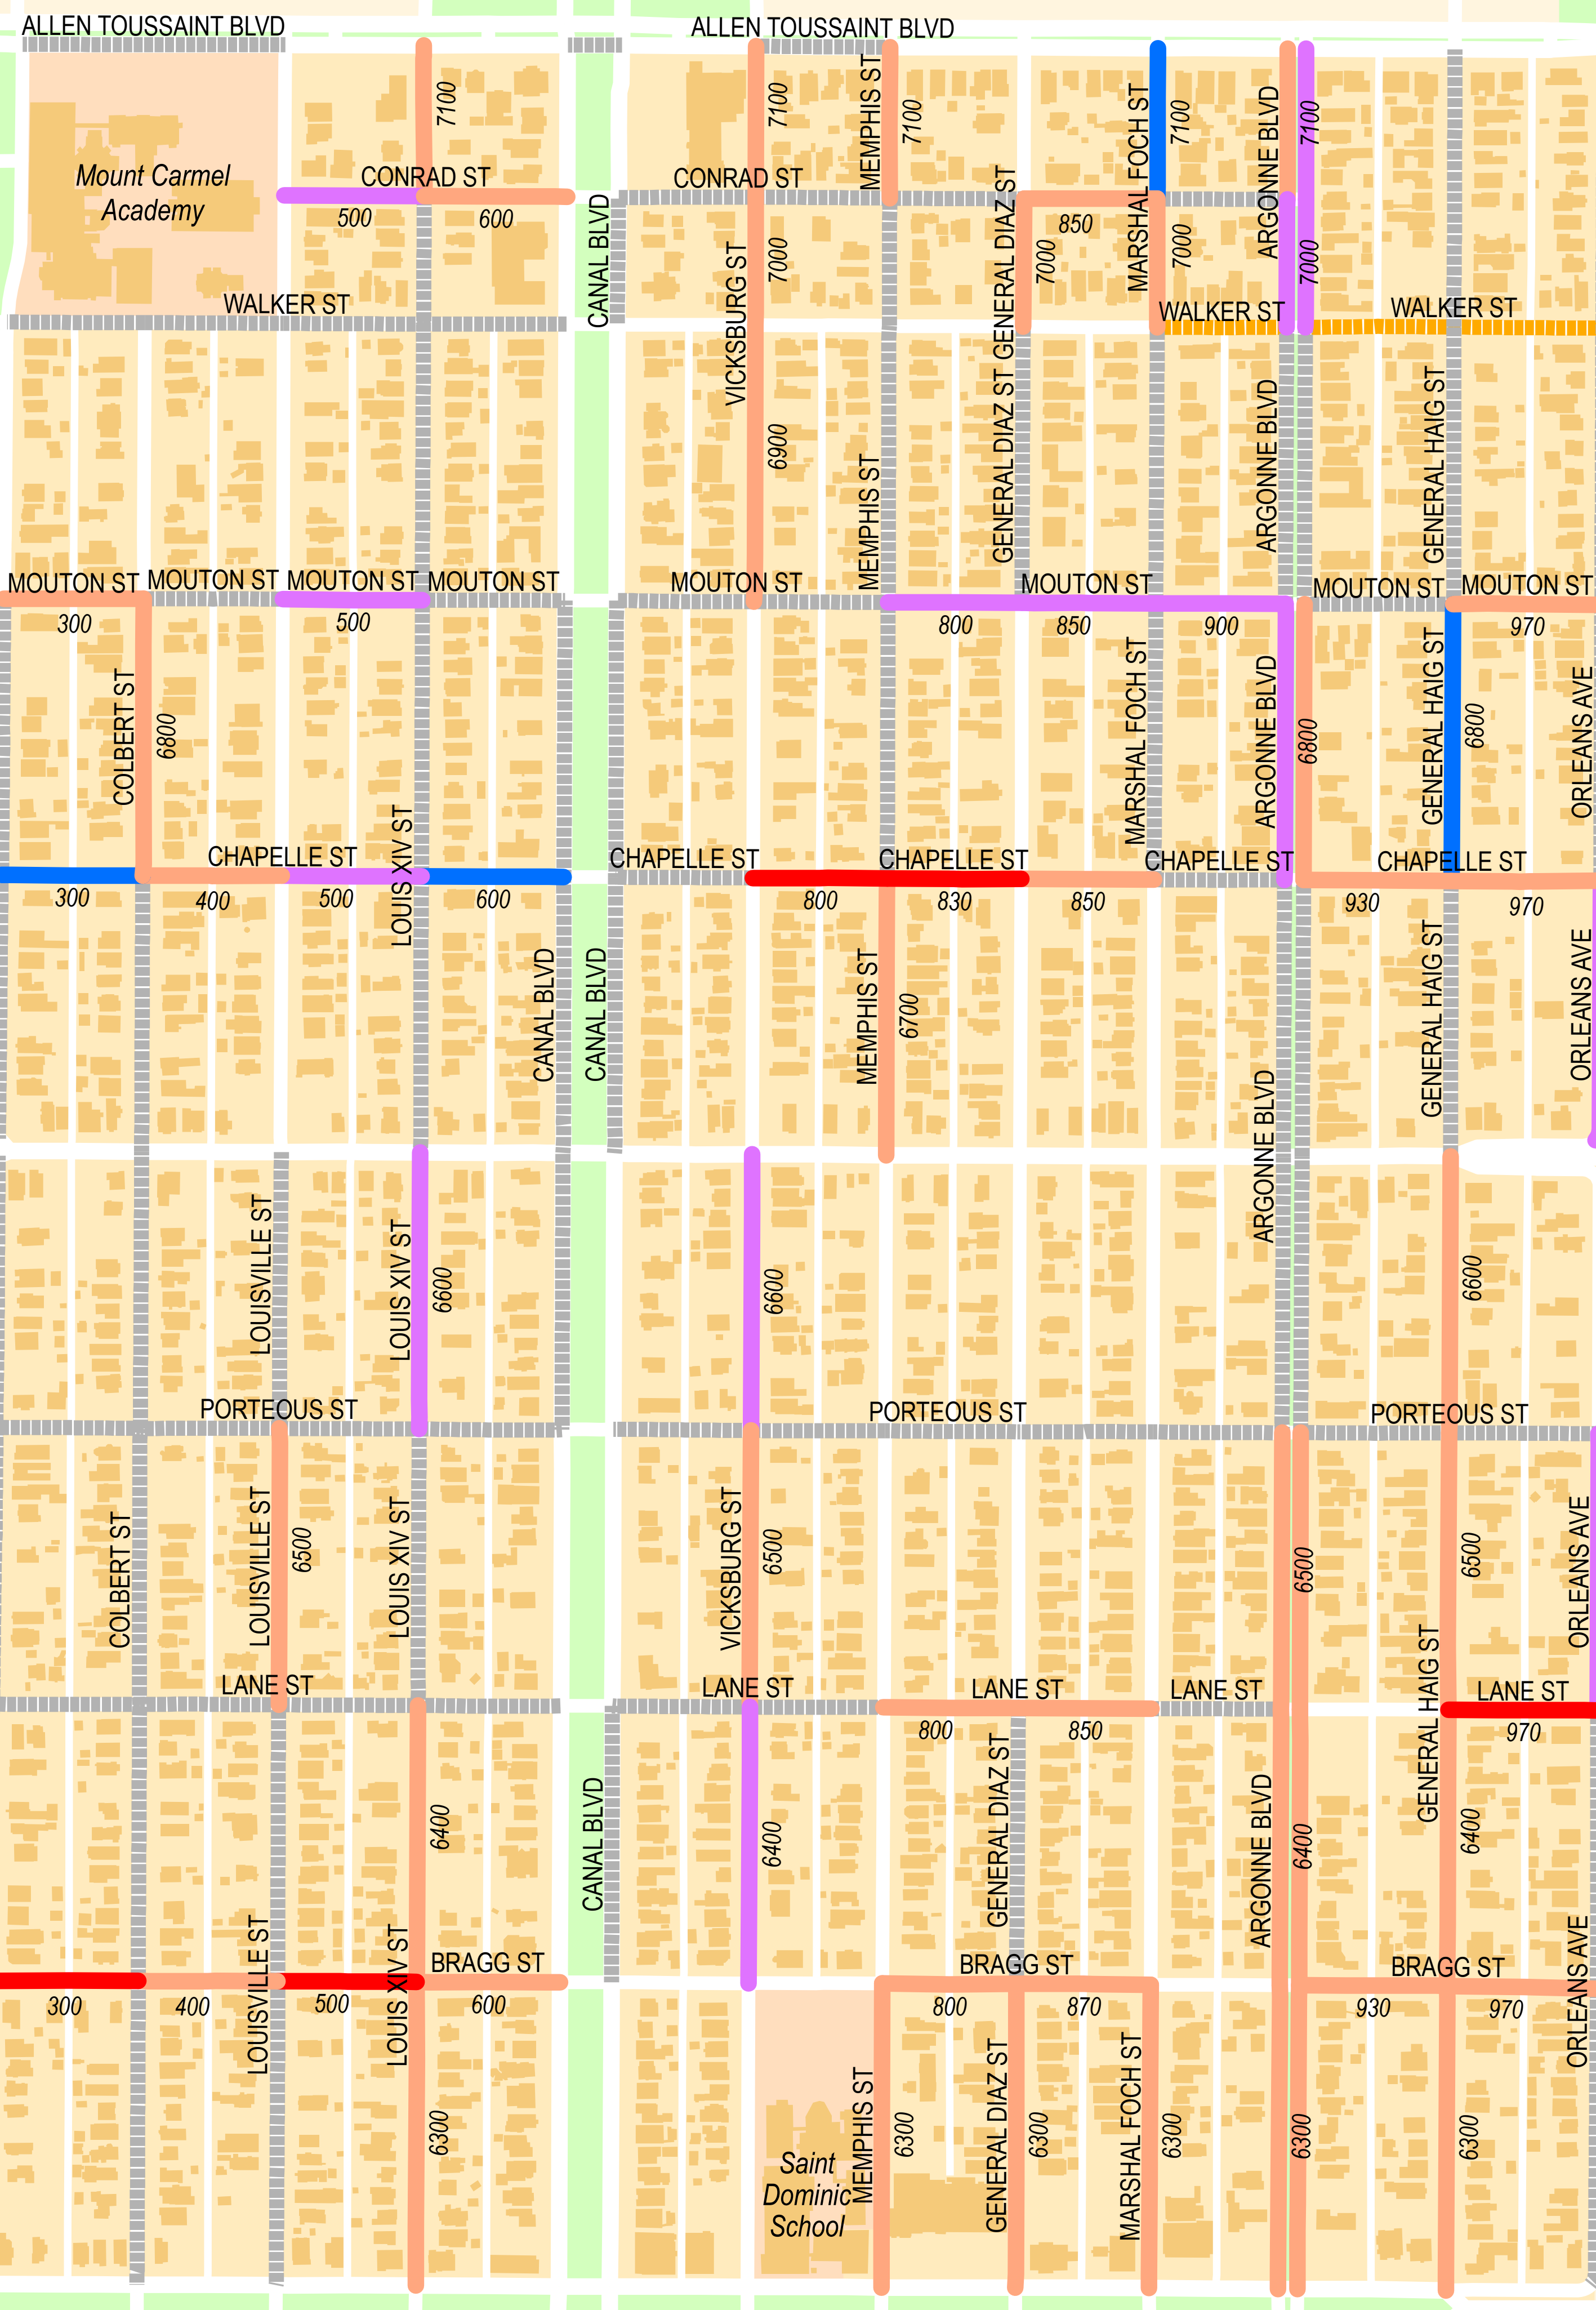 ALLEN TOUSSAINT BLVD
ALLEN TOUSSAINT BLVD
7100
7100
MEMPHIS ST
7100
MARSHAL FOCH ST
7100
ARGONNE BLVD
7100
Mount Carmel
Academy
CONRAD ST
500
600
CANAL BLVD
CONRAD ST
VICKSBURG ST
7000
GENERAL DIAZ ST
7000
850
7000
7000
WALKER ST
WALKER ST
WALKER ST
6900
MEMPHIS ST
GENERAL DIAZ ST
ARGONNE BLVD
GENERAL HAIG ST
MOUTON ST
MOUTON ST
MOUTON ST
MOUTON ST
MOUTON ST
MOUTON ST
MOUTON ST
MOUTON ST
300
500
800
850
900
970
COLBERT ST
6800
MARSHAL FOCH ST
ARGONNE BLVD
6800
GENERAL HAIG ST
6800
ORLEANS AVE
CHAPELLE ST
LOUIS XIV ST
CHAPELLE ST
CHAPELLE ST
CHAPELLE ST
CHAPELLE ST
300
400
500
600
800
830
850
930
970
CANAL BLVD
CANAL BLVD
MEMPHIS ST
6700
ARGONNE BLVD
GENERAL HAIG ST
ORLEANS AVE
LOUISVILLE ST
LOUIS XIV ST
6600
6600
6600
PORTEOUS ST
PORTEOUS ST
PORTEOUS ST
COLBERT ST
LOUISVILLE ST
6500
LOUIS XIV ST
VICKSBURG ST
6500
6500
6500
ORLEANS AVE
LANE ST
LANE ST
LANE ST
LANE ST
GENERAL HAIG ST
LANE ST
800
850
970
6400
CANAL BLVD
6400
GENERAL DIAZ ST
ARGONNE BLVD
6400
6400
LOUISVILLE ST
LOUIS XIV ST
BRAGG ST
BRAGG ST
BRAGG ST
ORLEANS AVE
300
400
500
600
800
870
930
970
6300
MEMPHIS ST
6300
GENERAL DIAZ ST
6300
MARSHAL FOCH ST
6300
6300
6300
Saint
Dominic
School